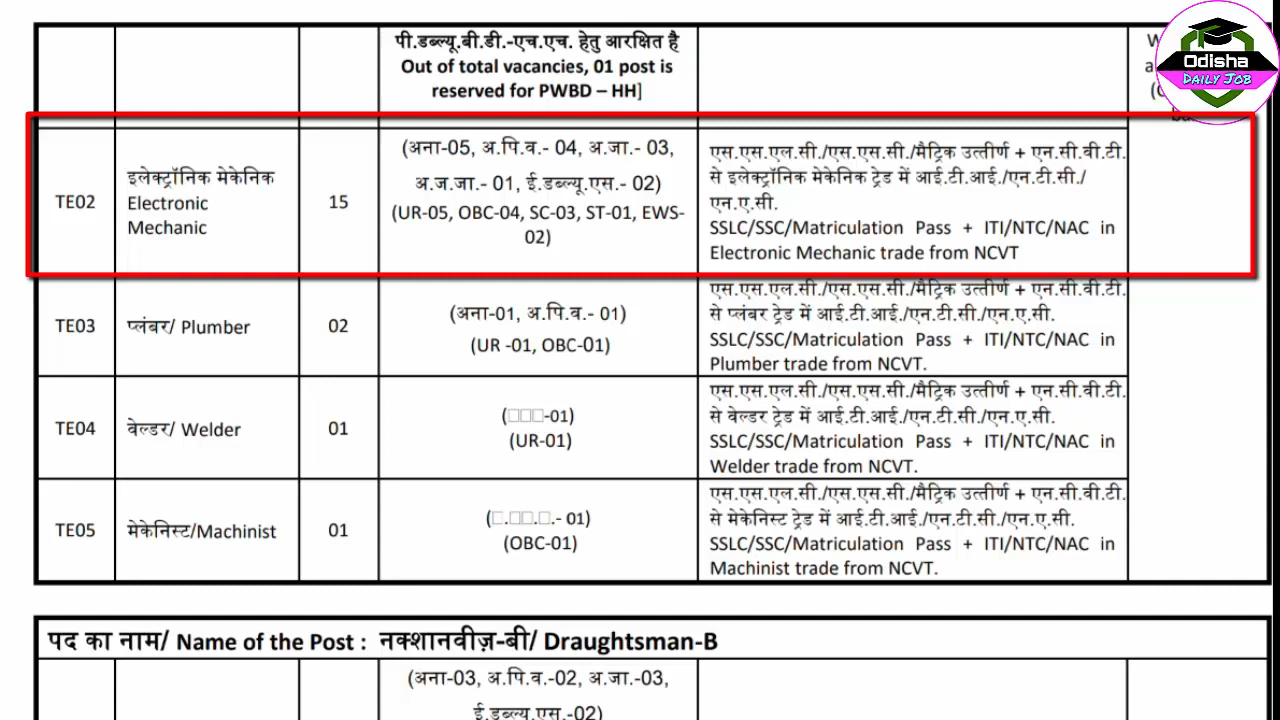 पी.डब्ल्यू.बी.डी.-एच.एच. हेतु आरक्षित है
Out of total vacancies, 01 post is
reserved for PWBD – HH]
Odisha
DAILY JOB
TE02
इलेक्ट्रॉनिक मेकेनिक
Electronic
Mechanic
15
(अना-05, अ.पि.व.- 04, अ.जा.- 03,
अ.ज.जा.- 01, ई.डब्ल्यू.एस.- 02)
(UR-05, OBC-04, SC-03, ST-01, EWS-
02)
एस.एस.एल.सी./एस.एस.सी./मैट्रिक उत्तीर्ण + एन.सी.वी.टी.
से इलेक्ट्रॉनिक मेकेनिक ट्रेड में आई.टी.आई./एन.टी.सी./
एन.ए.सी.
SSLC/SSC/Matriculation Pass + ITI/NTC/NAC in
Electronic Mechanic trade from NCVT
TE03
प्लंबर/ Plumber
02
(अना-01, अ.पि.व.- 01)
(UR -01, OBC-01)
एस.एस.एल.सी./एस.एस.सी./मैट्रिक उत्तीर्ण + एन.सी.वी.टी.
से प्लंबर ट्रेड में आई.टी.आई./एन.टी.सी./एन.ए.सी.
SSLC/SSC/Matriculation Pass + ITI/NTC/NAC in
Plumber trade from NCVT.
TE04
वेल्डर/ Welder
01
(□□□-01)
(UR-01)
एस.एस.एल.सी./एस.एस.सी./मैट्रिक उत्तीर्ण + एन.सी.वी.टी.
से वेल्डर ट्रेड में आई.टी.आई./एन.टी.सी./एन.ए.सी.
SSLC/SSC/Matriculation Pass + ITI/NTC/NAC in
Welder trade from NCVT.
TE05
मेकेनिस्ट/Machinist
01
(□.□□.□.- 01)
(OBC-01)
एस.एस.एल.सी./एस.एस.सी./मैट्रिक उत्तीर्ण + एन.सी.वी.टी.
से मेकेनिस्ट ट्रेड में आई.टी.आई./एन.टी.सी./एन.ए.सी.
SSLC/SSC/Matriculation Pass + ITI/NTC/NAC in
Machinist trade from NCVT.
पद का नाम/ Name of the Post : नक्शानवीज़-बी/ Draughtsman-B
(अना-03, अ.पि.व.-02, अ.जा.-03,
ई.डब्ल्यू.एस.-02)